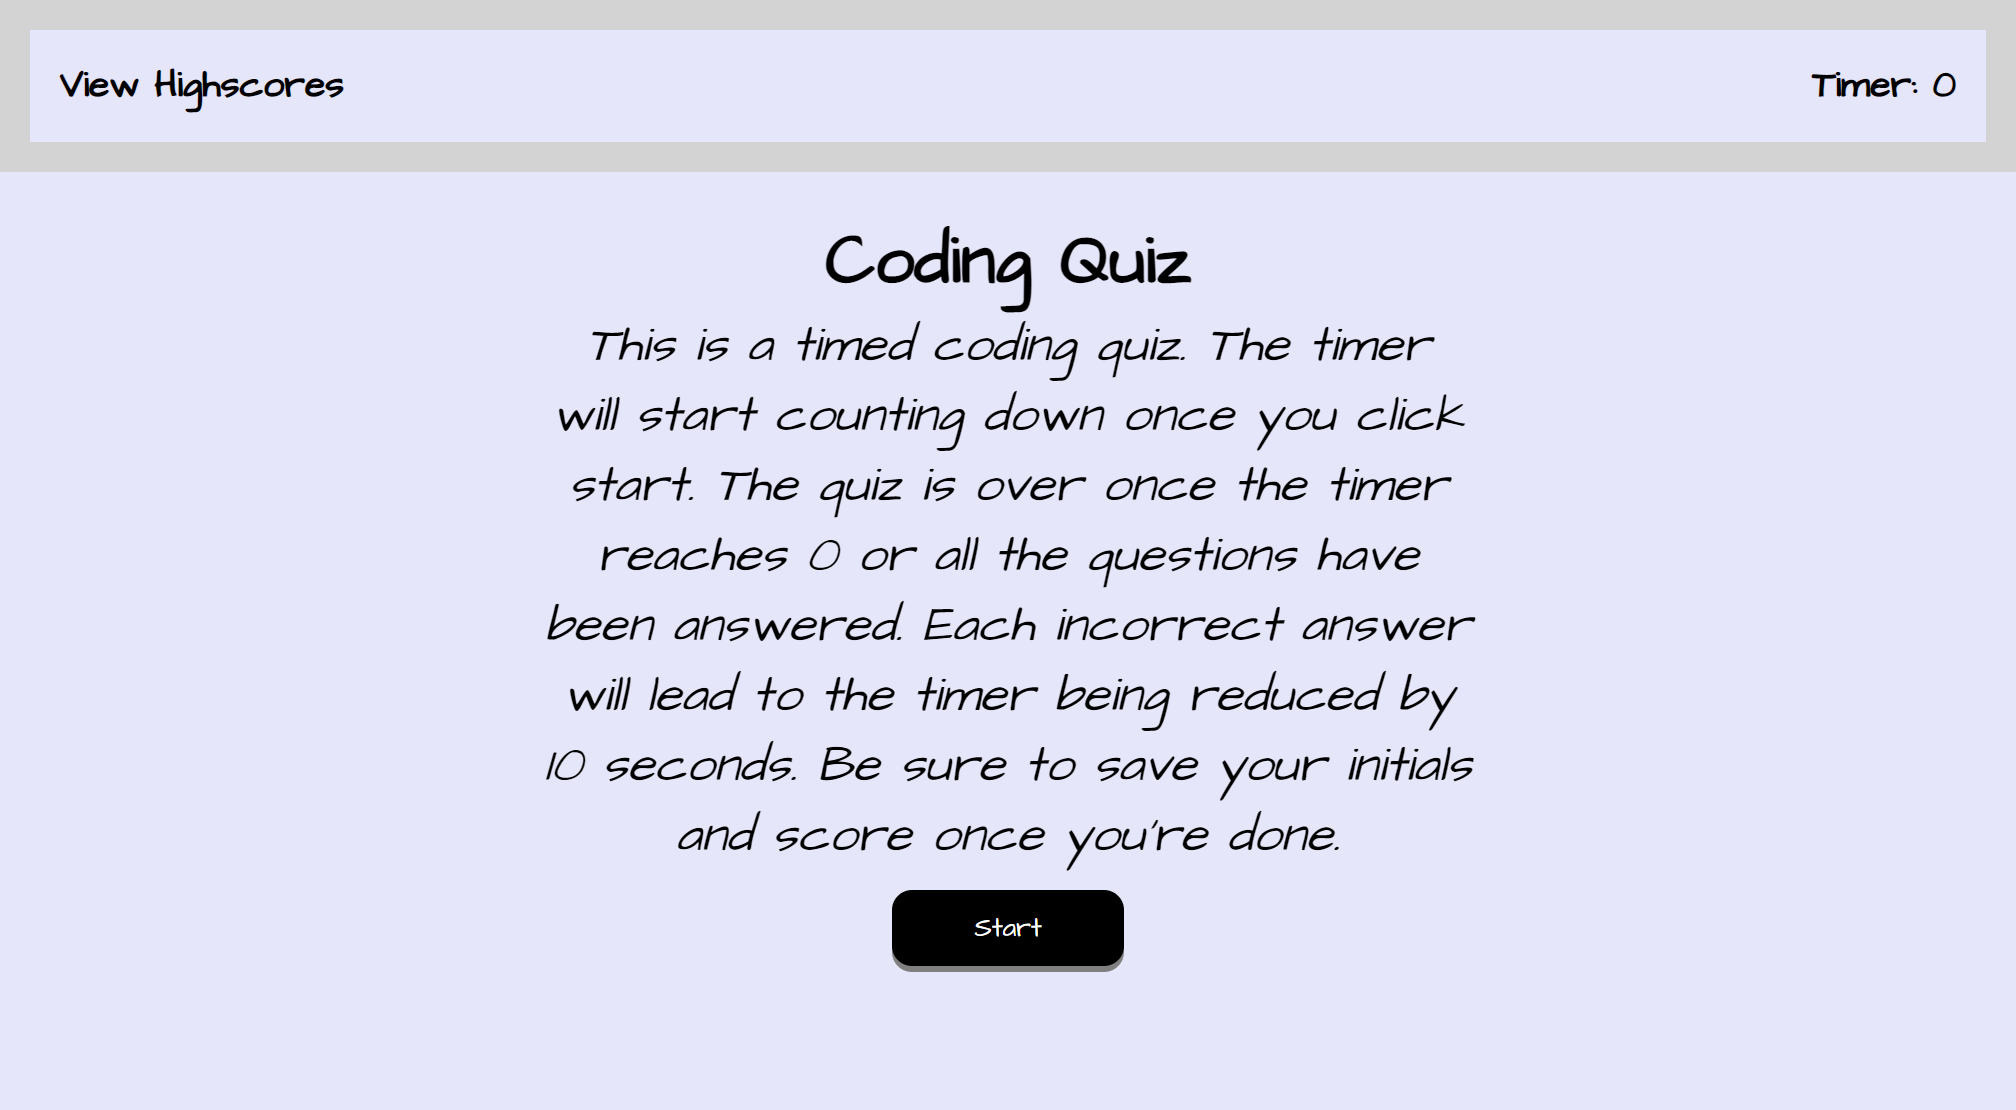 View Highscores
Timer: 0
Coding Quiz
This is a timed coding quiz. The timer
will start counting down once you click
start. The quiz is over once the timer
reaches 0 or all the questions have
been answered. Each incorrect answer
will lead to the timer being reduced by
10 seconds. Be sure to save your initials
and score once you're done.
Start